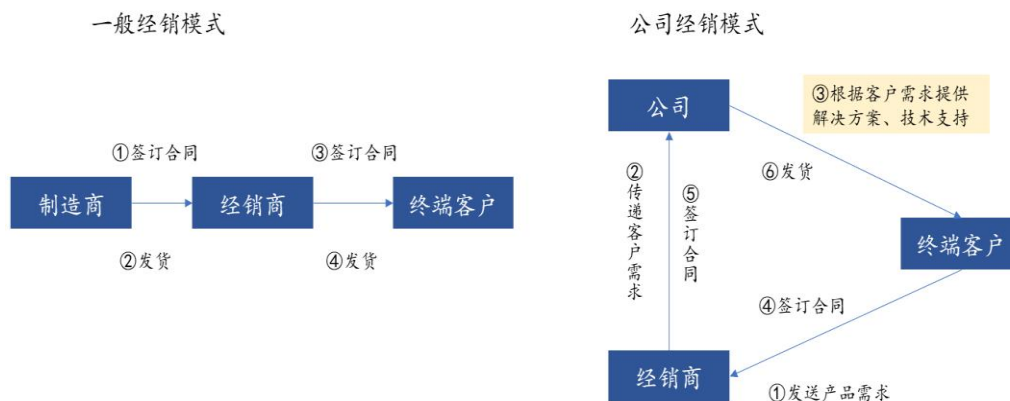 一般经销模式
①签订合同
③签订合同
制造商
经销商
终端客户
②发货
④发货
公司经销模式
公司
③根据客户需求提供
解决方案、技术支持
②传递客户需求
⑤签订合同
⑥发货
终端客户
④签订合同
经销商
①发送产品需求